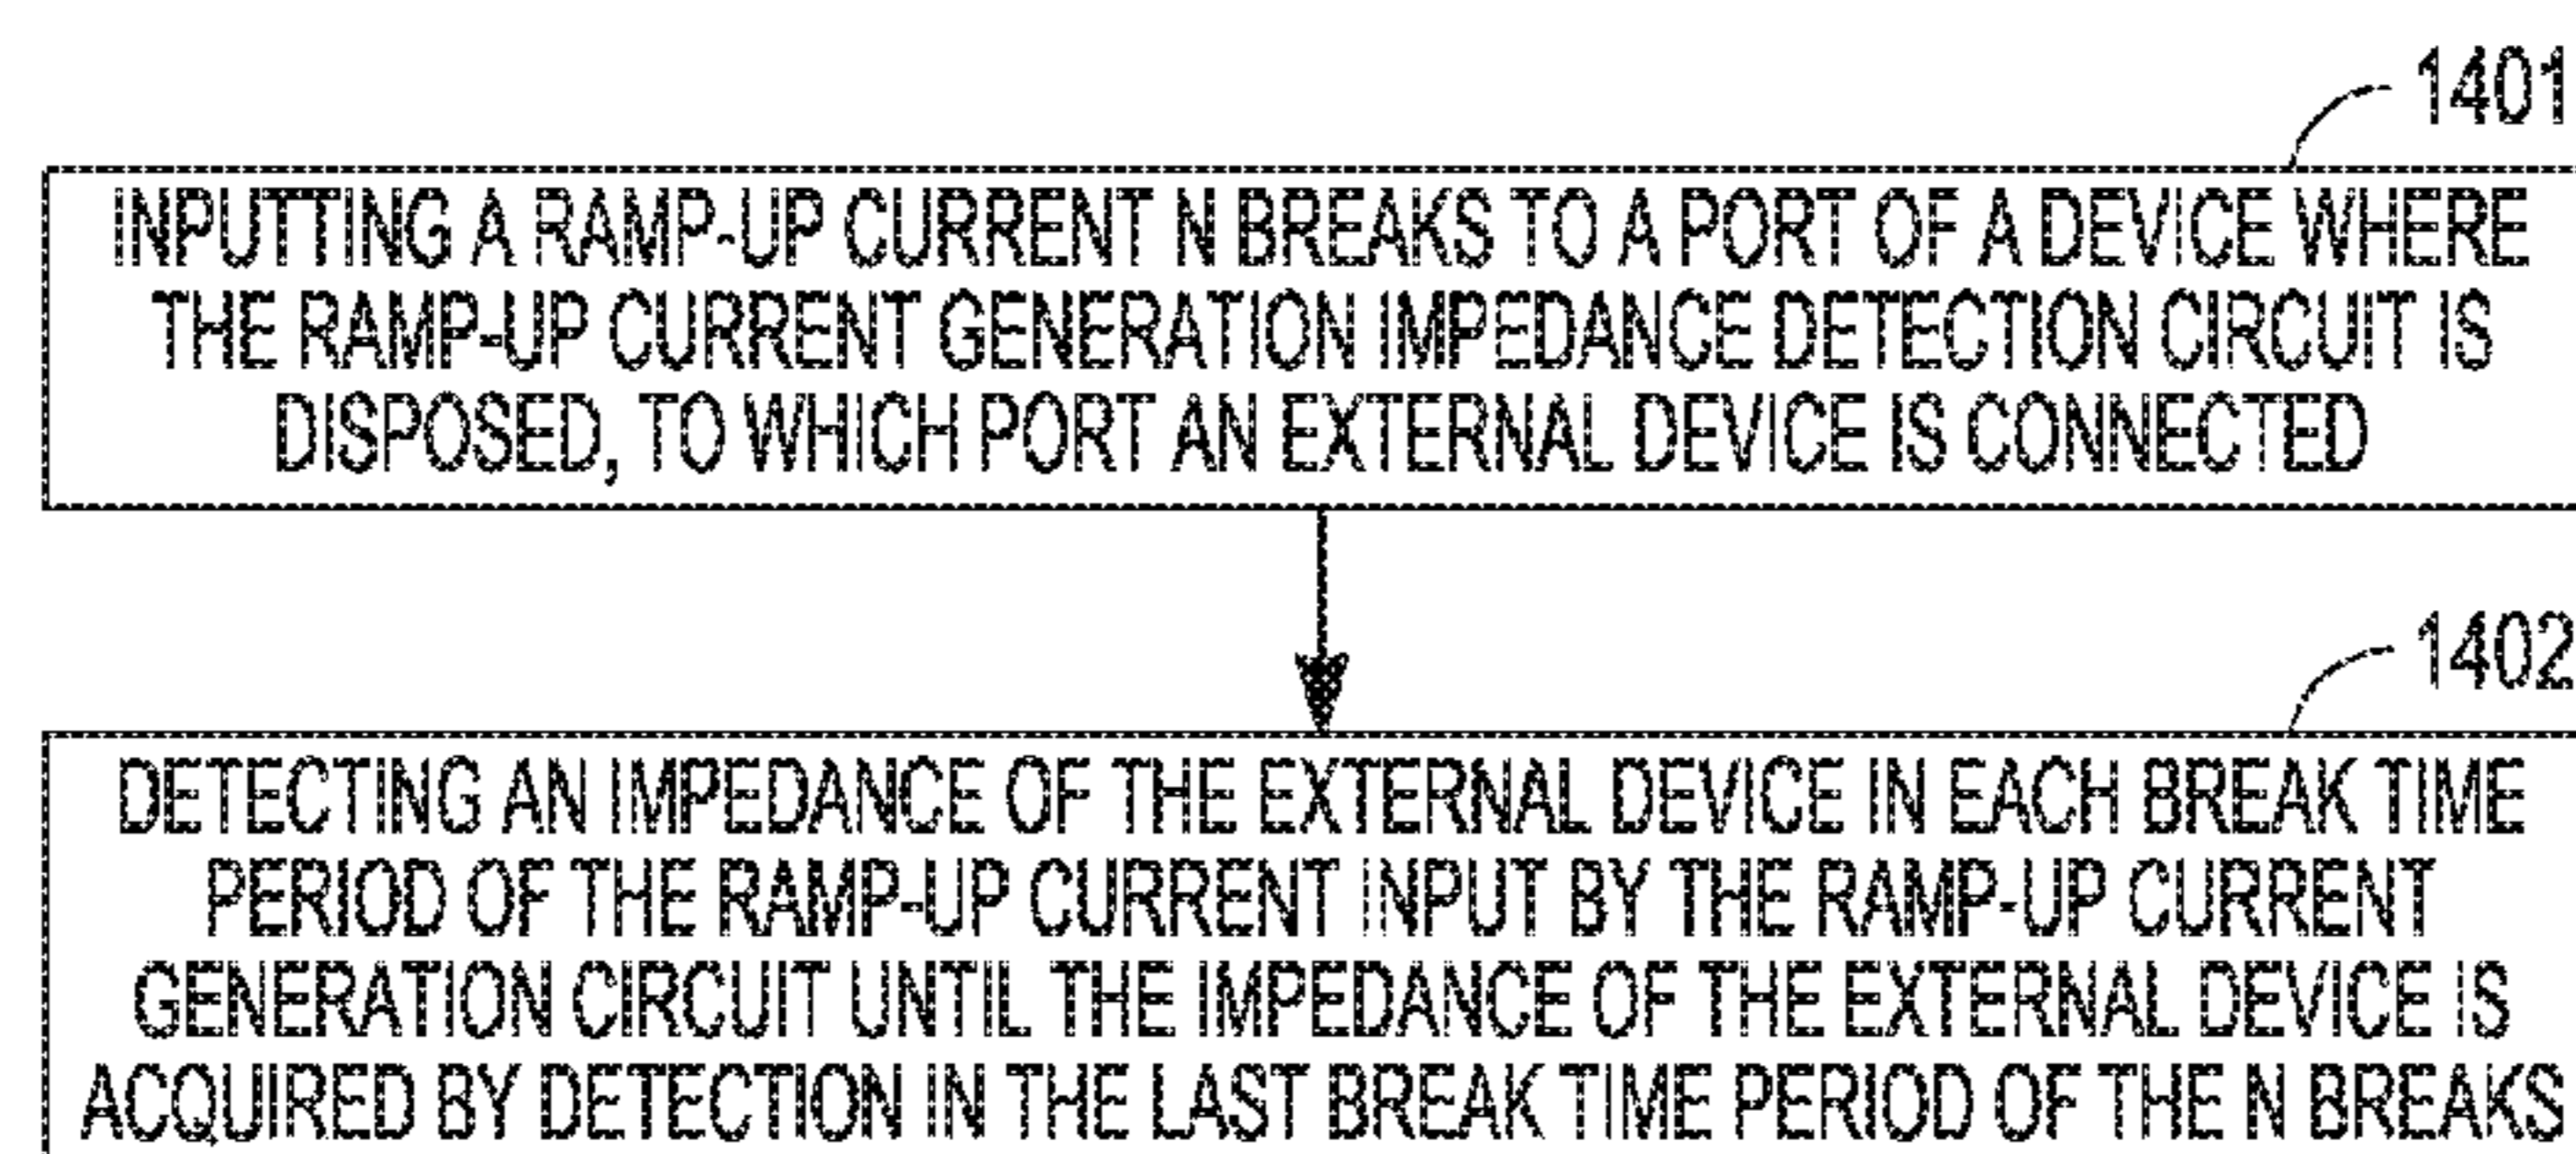 1401
INPUTTING A RAMP-UP CURRENT N BREAKS TO A PORT OF A DEVICE WHERE
THE RAMP-UP CURRENT GENERATION IMPEDANCE DETECTION CIRCUIT IS
DISPOSED, TO WHICH PORT AN EXTERNAL DEVICE IS CONNECTED
1402
DETECTING AN IMPEDANCE OF THE EXTERNAL DEVICE IN EACH BREAK TIME
PERIOD OF THE RAMP-UP CURRENT INPUT BY THE RAMP-UP CURRENT
GENERATION CIRCUIT UNTIL THE IMPEDANCE OF THE EXTERNAL DEVICE IS
ACQUIRED BY DETECTION IN THE LAST BREAK TIME PERIOD OF THE N BREAKS